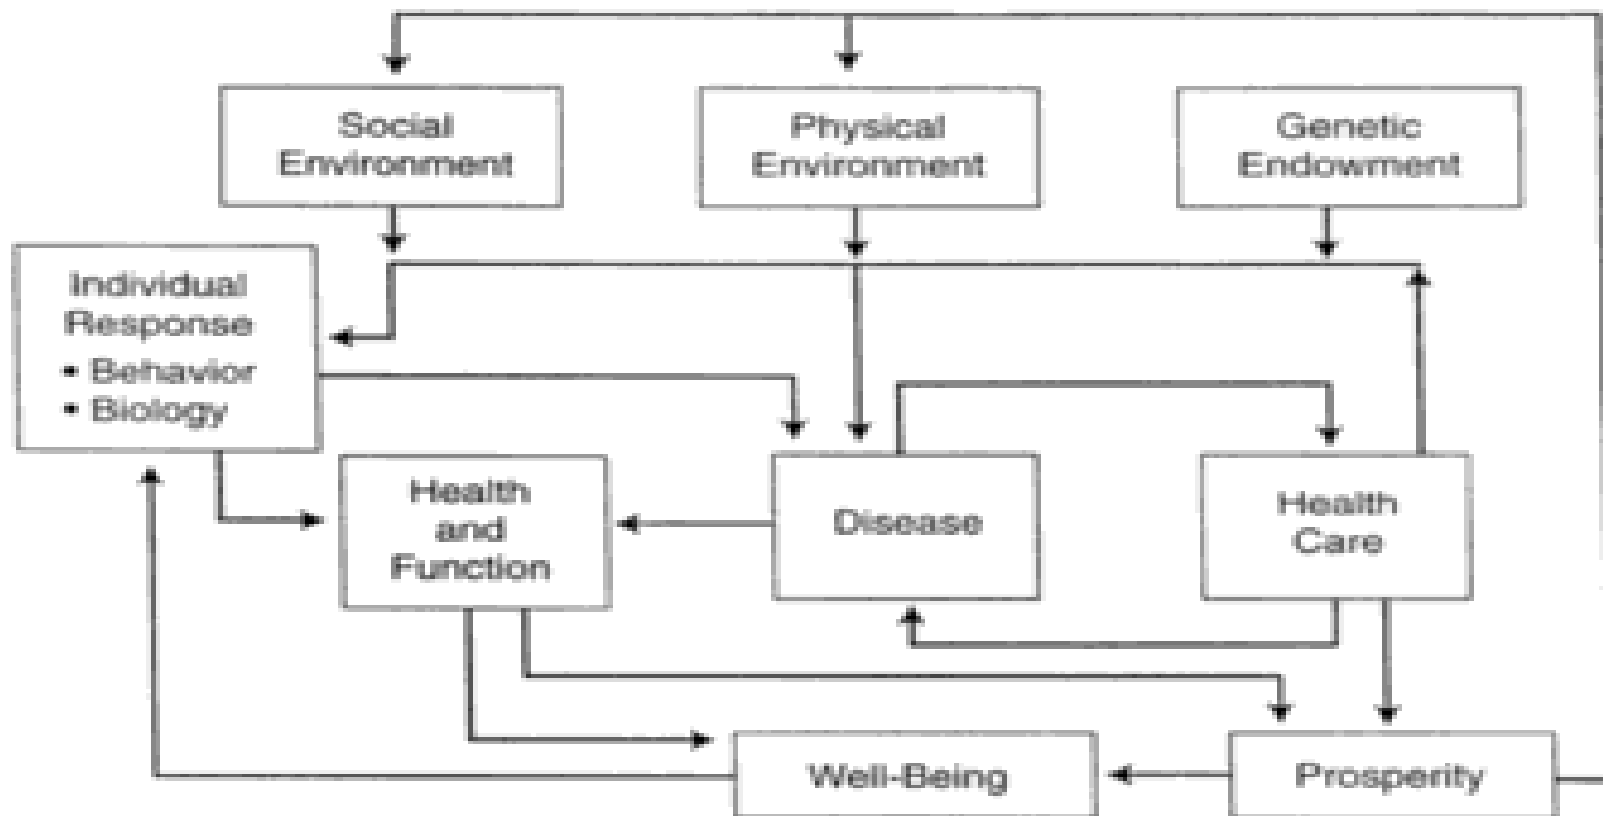 Social
Environment
Physical
Environment
Genetic
Endowment
Individual
Response
• Behavior
• Biology
Health
and
Function
Disease
Health
Care
Well-Being
Prosperity